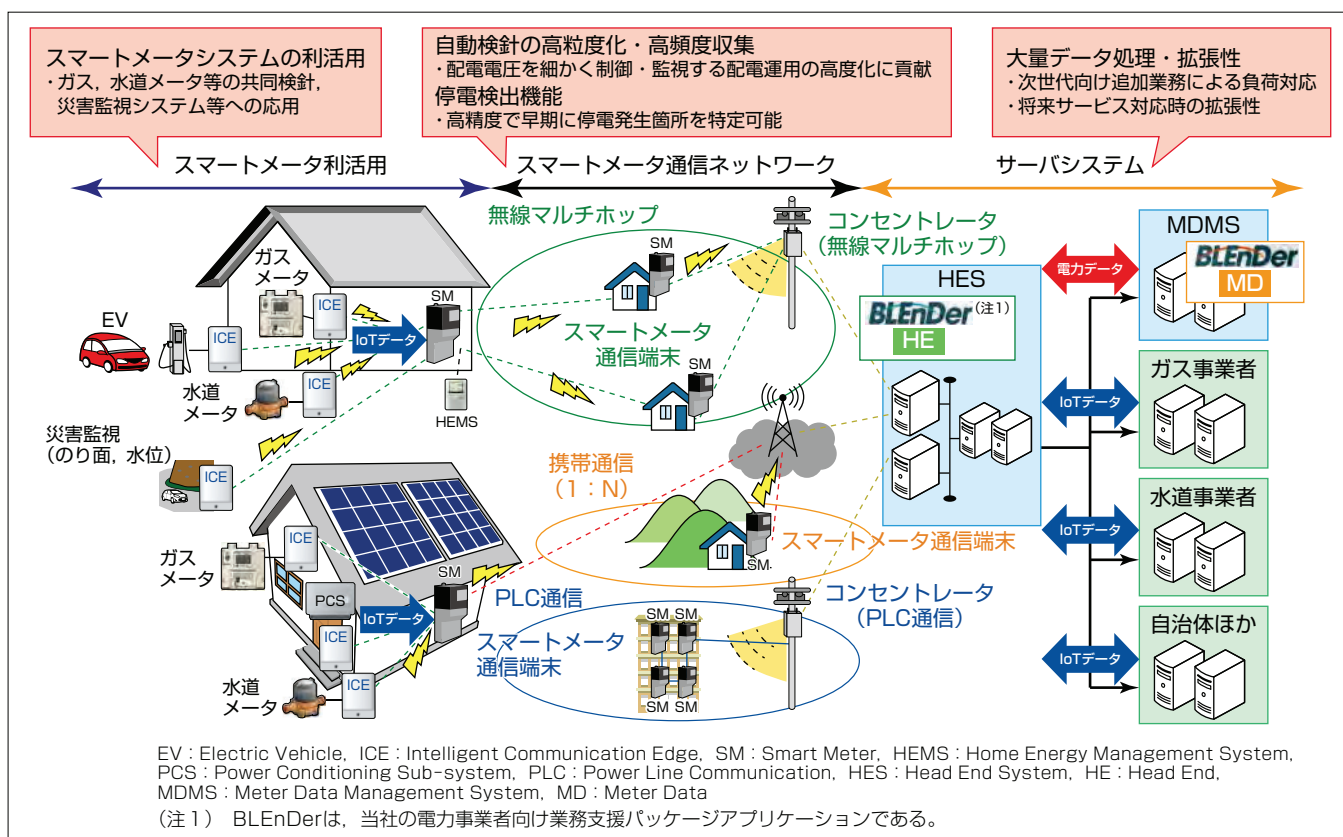 スマートメータシステムの利活用
・ガス，水道メータ等の共同検針，
災害監視システム等への応用
自動検針の高粒度化・高頻度収集
・配電電圧を細かく制御・監視する配電運用の高度化に貢献
停電検出機能
・高精度で早期に停電発生箇所を特定可能
大量データ処理・拡張性
・次世代向け追加業務による負荷対応
・将来サービス対応時の拡張性
スマートメータ利活用
スマートメータ通信ネットワーク
サーバシステム
ガス
メータ
ICE
SM
EV
ICE
IoTデータ
水道
メータ
ICE
HEMS
災害監視
（のり面，水位）
ICE
無線マルチホップ
SM
スマートメータ
通信端末
SM
コンセントレータ
（無線マルチホップ）
携帯通信
（1：N）
スマートメータ通信端末
SM
ガス
メータ
ICE
PCS
IoTデータ
SM
ICE
水道
メータ
ICE
PLC通信
スマートメータ
通信端末
SM SM
SM SM
コンセントレータ
（PLC通信）
HES
BLEnDer（注1）
HE
電力データ
MDMS
BLEnDer
MD
IoTデータ
ガス事業者
IoTデータ
水道事業者
IoTデータ
自治体ほか
EV：Electric Vehicle，ICE：Intelligent Communication Edge，SM：Smart Meter，HEMS：Home Energy Management System，
PCS：Power Conditioning Sub-system，PLC：Power Line Communication，HES：Head End System，HE：Head End，
MDMS：Meter Data Management System，MD：Meter Data
（注1） BLEnDerは，当社の電力事業者向け業務支援パッケージアプリケーションである。